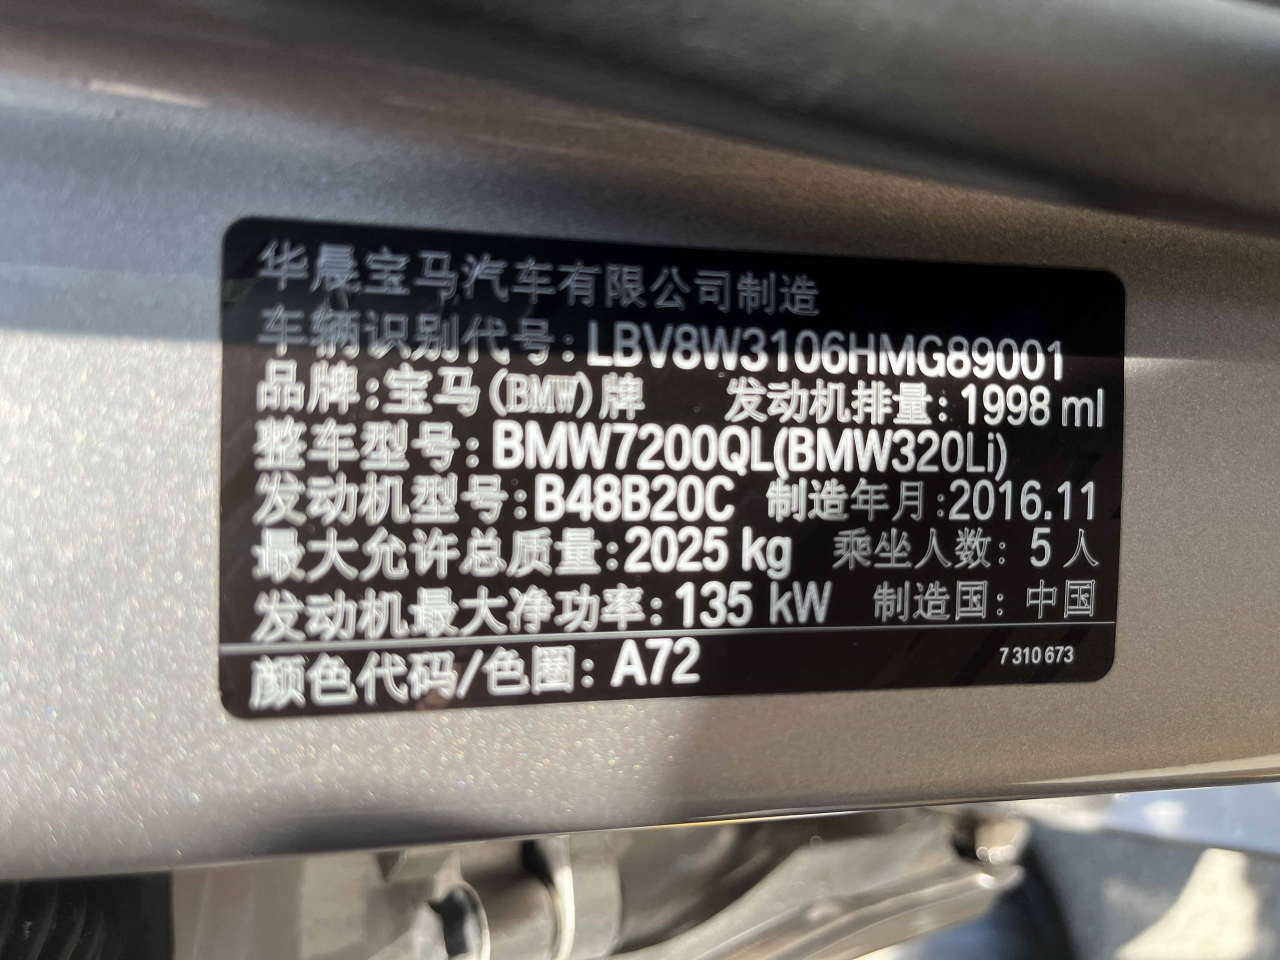 华晨宝马汽车有限公司制造
车辆识别代号:LBV8W3106HMG89001
品牌:宝马(BMW)牌 发动机排量:1998 ml
整车型号:BMW7200QL(BMW320Li)
发动机型号:B48B20C 制造年月:2016.11
最大允许总质量:2025 kg 乘坐人数:5 人
发动机最大净功率:135 kW 制造国:中国
颜色代码/色圈:A72 7 310 673